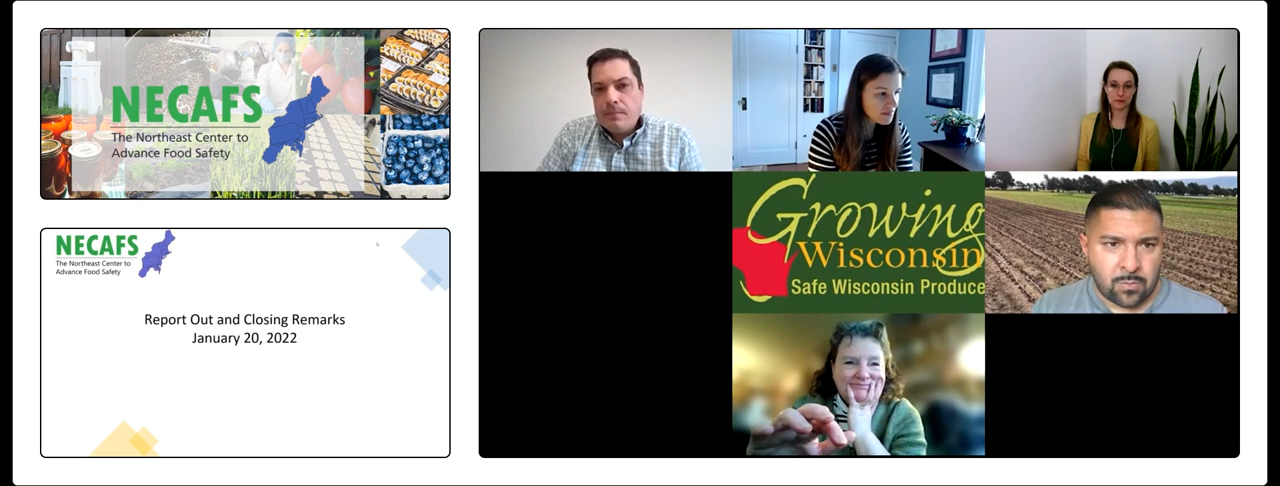 NECAFS
The Northeast Center to
Advance Food Safety
NECAFS
The Northeast Center to
Advance Food Safety
Report Out and Closing Remarks
January 20, 2022
Growing
Wisconsin
Safe Wisconsin Produce